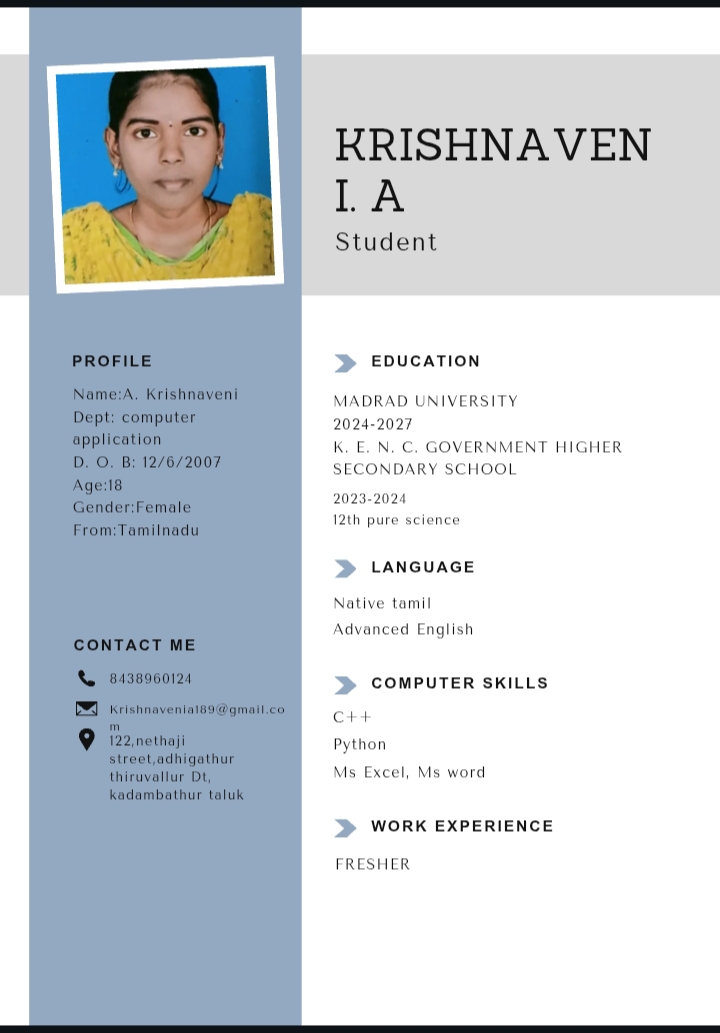 KRISHNAVEN
I. A
Student
PROFILE
Name:A. Krishnaveni
Dept: computer
application
D. O. B: 12/6/2007
Age:18
Gender:Female
From:Tamilnadu
CONTACT ME
8438960124
Krishnavenia189@gmail.co
m
122,nethaji
street,adhigathur
thiruvallur Dt,
kadambathur taluk
EDUCATION
MADRAD UNIVERSITY
2024-2027
K. E. N. C. GOVERNMENT HIGHER
SECONDARY SCHOOL
2023-2024
12th pure science
LANGUAGE
Native tamil
Advanced English
COMPUTER SKILLS
C++
Python
Ms Excel, Ms word
WORK EXPERIENCE
FRESHER